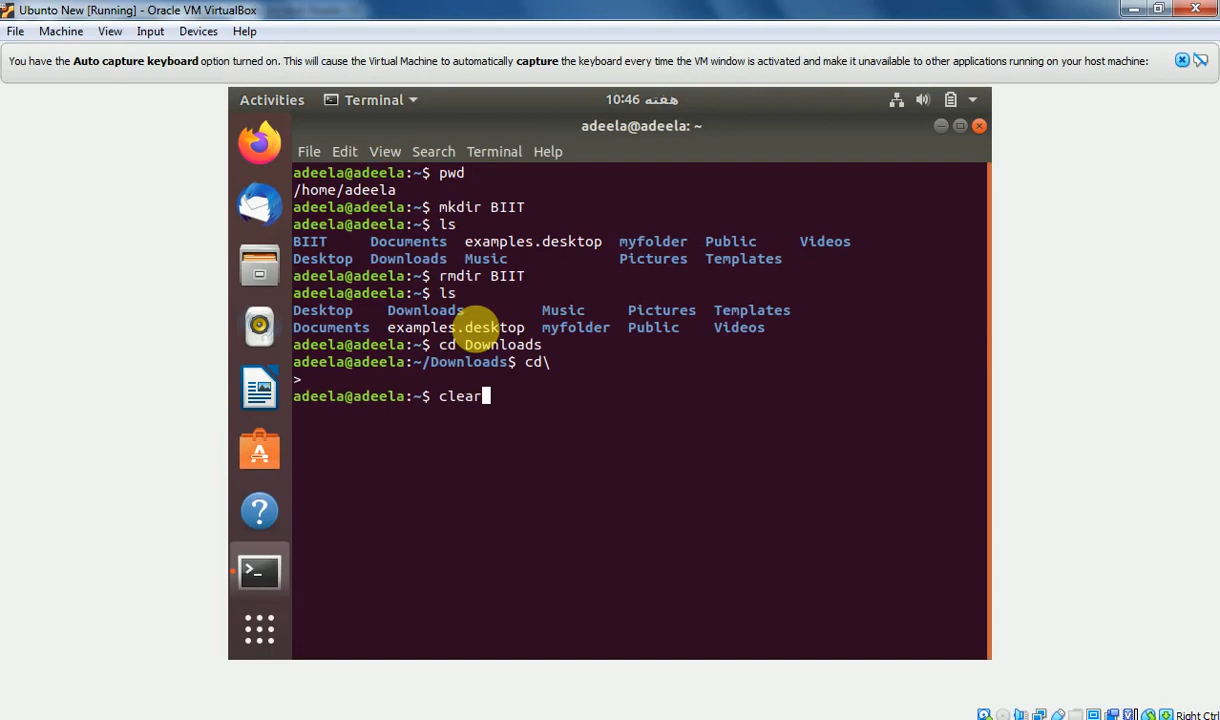 Ubunto New [Running] - Oracle VM VirtualBox
File Machine View Input Devices Help
You have the Auto capture keyboard option turned on. This will cause the Virtual Machine to automatically capture the keyboard every time the VM window is activated and make it unavailable to other applications running on your host machine:
Activities Terminal 10:46 هفته
adeela@adeela: ~
File Edit View Search Terminal Help
adeela@adeela:~$ pwd
/home/adeela
adeela@adeela:~$ mkdir BIIT
adeela@adeela:~$ ls
BIIT Documents examples.desktop myfolder Public Videos
Desktop Downloads Music Pictures Templates
adeela@adeela:~$ rmdir BIIT
adeela@adeela:~$ ls
Desktop Downloads Music Pictures Templates
Documents examples.desktop myfolder Public Videos
adeela@adeela:~$ cd Downloads
adeela@adeela:~/Downloads$ cd\
>
adeela@adeela:~$ clear
Right Ctrl